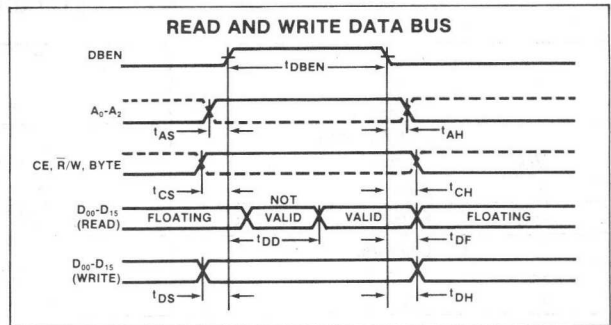 READ AND WRITE DATA BUS
DBEN
tDBEN
A0-A2
tAS
tAH
CE, R̅/W, BYTE
tCS
tCH
D00-D15
(READ)
FLOATING
NOT
VALID
VALID
FLOATING
tDD
tDF
D00-D15
(WRITE)
tDS
tDH